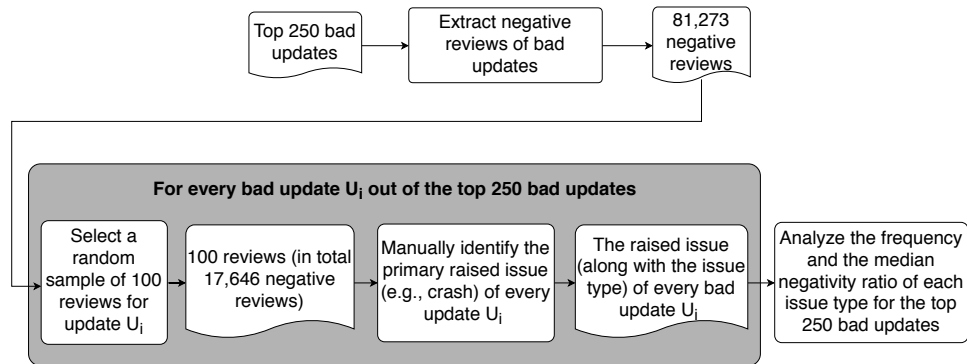 Top 250 bad
updates
Extract negative
reviews of bad
updates
81,273
negative
reviews
For every bad update Ui out of the top 250 bad updates
Select a
random
sample of 100
reviews for
update Ui
100 reviews (in total
17,646 negative
reviews)
Manually identify the
primary raised issue
(e.g., crash) of every
update Ui
The raised issue
(along with the issue
type) of every bad
update Ui
Analyze the frequency
and the median
negativity ratio of each
issue type for the top
250 bad updates